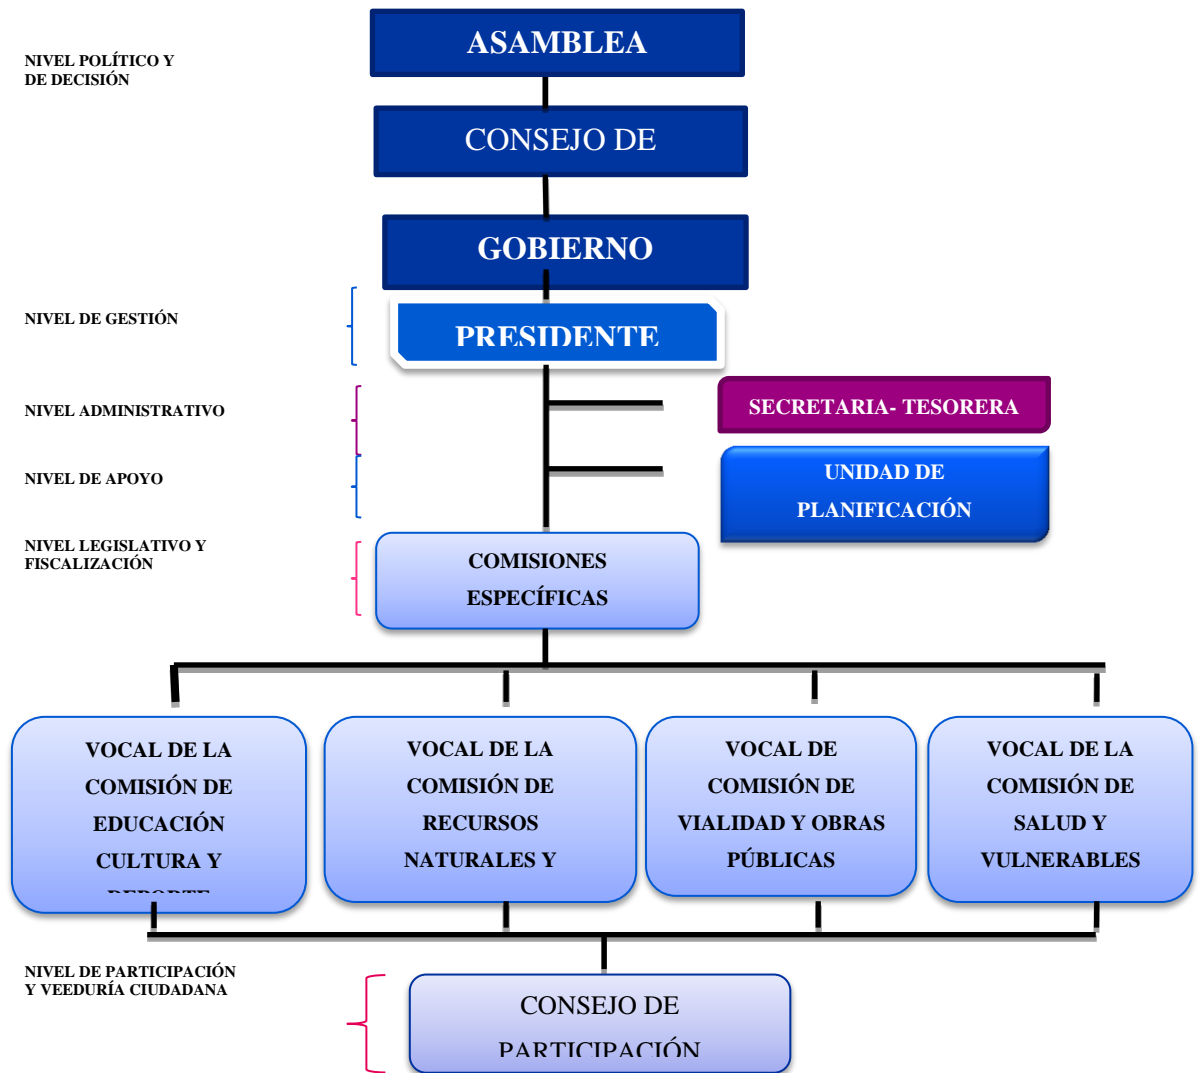 NIVEL POLÍTICO Y
DE DECISIÓN
ASAMBLEA
CONSEJO DE
GOBIERNO
NIVEL DE GESTIÓN
PRESIDENTE
NIVEL ADMINISTRATIVO
SECRETARIA- TESORERA
NIVEL DE APOYO
UNIDAD DE
PLANIFICACIÓN
NIVEL LEGISLATIVO Y
FISCALIZACIÓN
COMISIONES
ESPECÍFICAS
VOCAL DE LA
COMISIÓN DE
EDUCACIÓN
CULTURA Y
DEPORTE
VOCAL DE LA
COMISIÓN DE
RECURSOS
NATURALES Y
VOCAL DE
COMISIÓN DE
VIALIDAD Y OBRAS
PÚBLICAS
VOCAL DE LA
COMISIÓN DE
SALUD Y
VULNERABLES
NIVEL DE PARTICIPACIÓN
Y VEEDURÍA CIUDADANA
CONSEJO DE
PARTICIPACIÓN